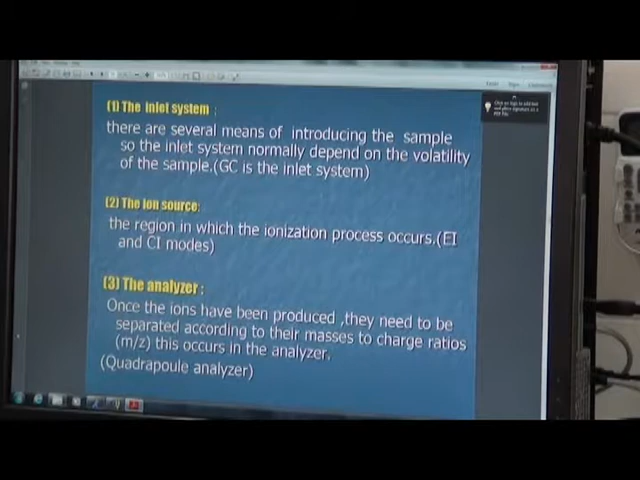 (1) The inlet system :
there are several means of introducing the sample
so the inlet system normally depend on the volatility
of the sample.(GC is the inlet system)
(2) The ion source:
the region in which the ionization process occurs.(EI
and CI modes)
(3) The analyzer :
Once the ions have been produced ,they need to be
separated according to their masses to charge ratios
(m/z) this occurs in the analyzer.
(Quadrapoule analyzer)